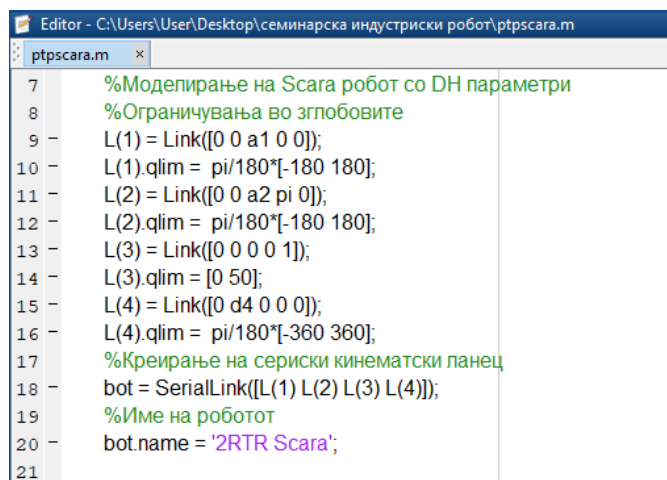 Editor - C:\Users\User\Desktop\семинарска индустриски робот\ptpscara.m
ptpscara.m ×
7 %Моделирање на Scara робот со DH параметри
8 %Ограничувања во зглобовите
9 − L(1) = Link([0 0 a1 0 0]);
10 − L(1).qlim = pi/180*[-180 180];
11 − L(2) = Link([0 0 a2 pi 0]);
12 − L(2).qlim = pi/180*[-180 180];
13 − L(3) = Link([0 0 0 0 1]);
14 − L(3).qlim = [0 50];
15 − L(4) = Link([0 d4 0 0 0]);
16 − L(4).qlim = pi/180*[-360 360];
17 %Креирање на сериски кинематски ланец
18 − bot = SerialLink([L(1) L(2) L(3) L(4)]);
19 %Име на роботот
20 − bot.name = '2RTR Scara';
21